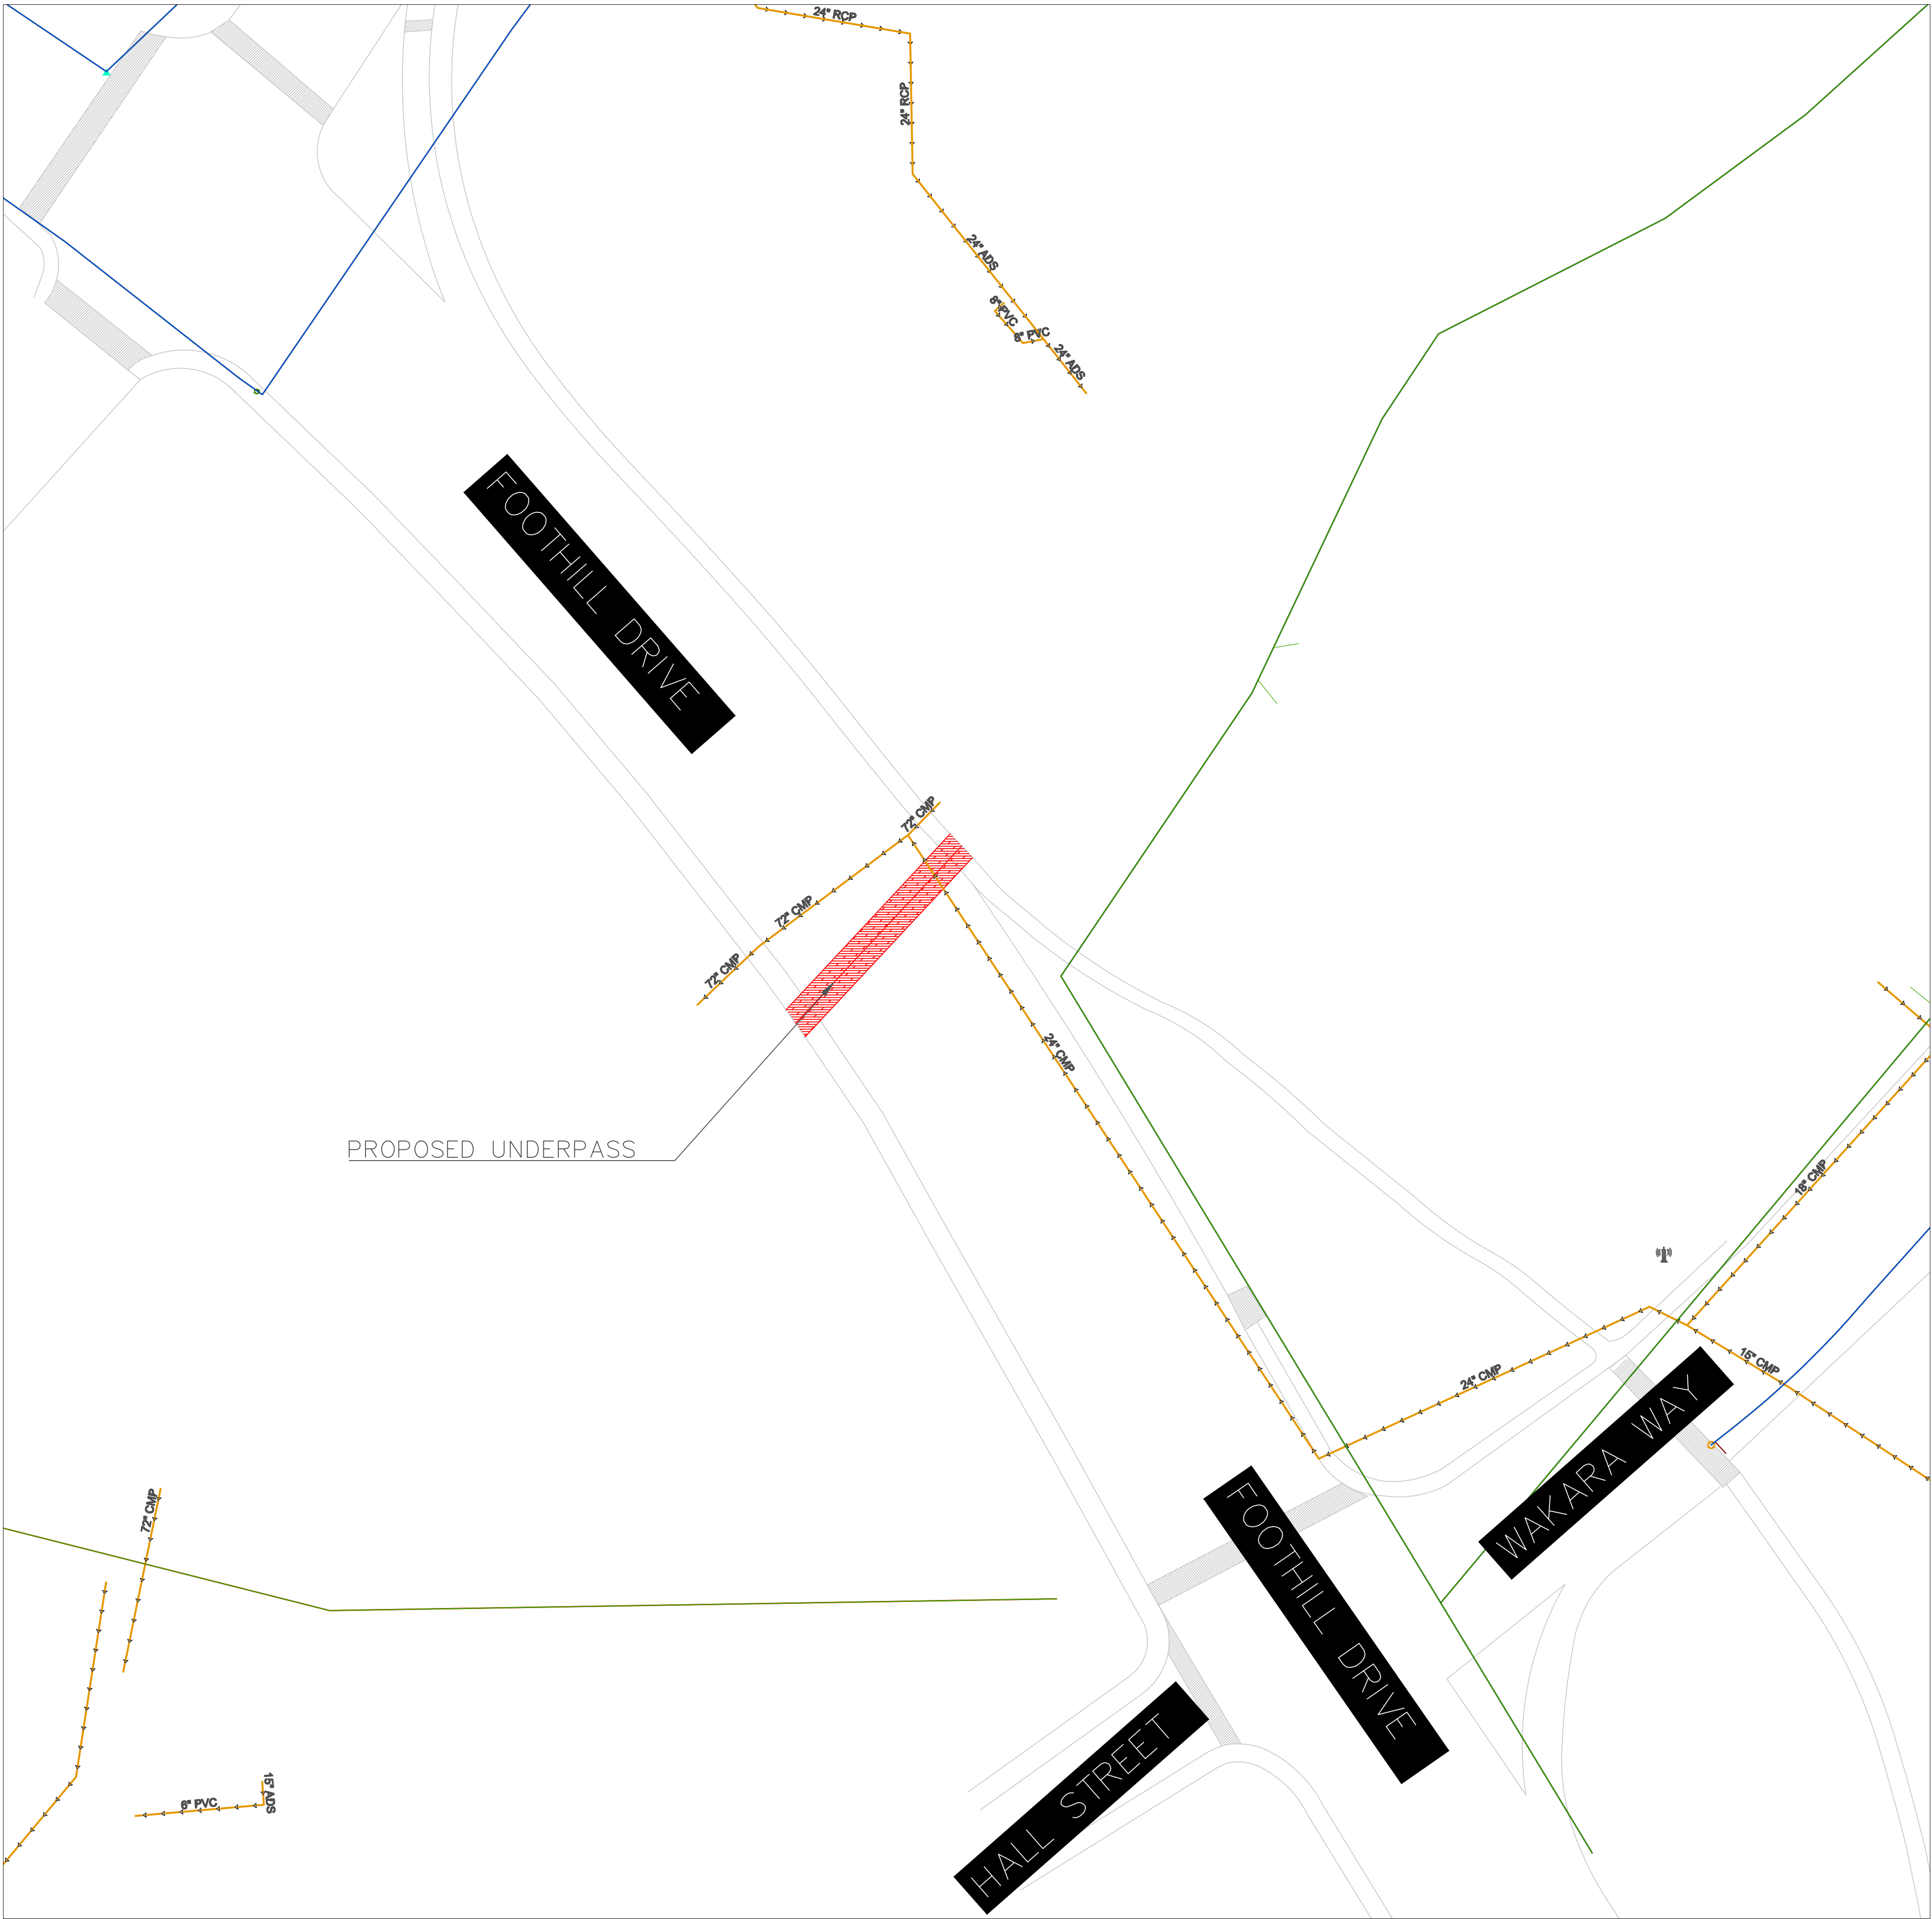 24" RCP
24" RCP
24" ADS
8" PVC
8" PVC
24" ADS
FOOTHILL DRIVE
72" CMP
72" CMP
72" CMP
24" CMP
PROPOSED UNDERPASS
18" CMP
15" CMP
24" CMP
WAKARA WAY
72" CMP
FOOTHILL DRIVE
HALL STREET
15" ADS
6" PVC